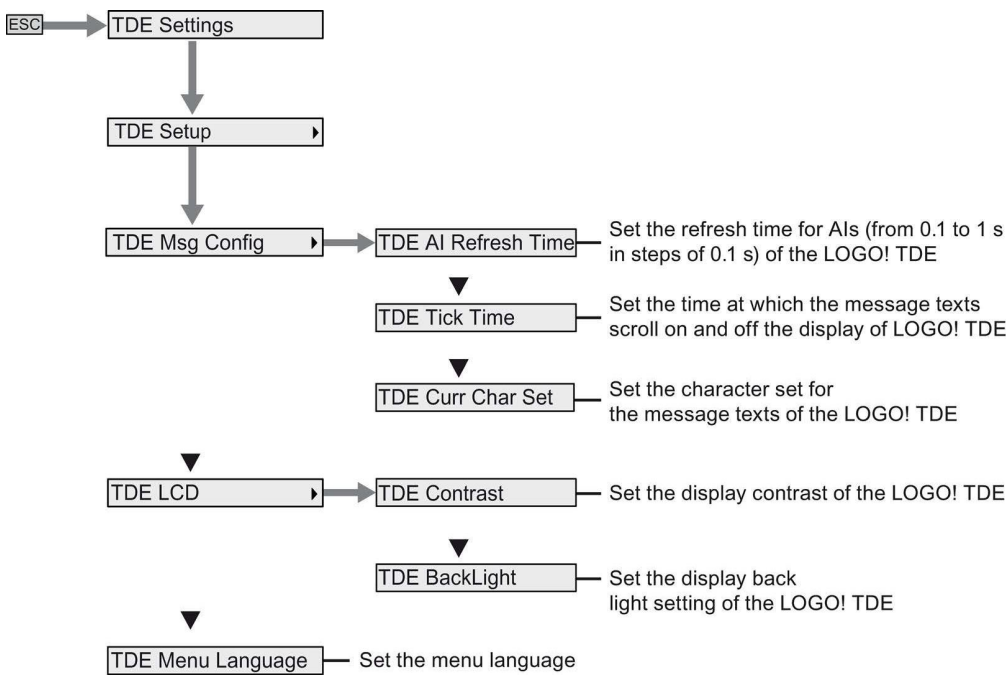 ESC
TDE Settings
TDE Setup
TDE Msg Config
TDE AI Refresh Time
Set the refresh time for AIs (from 0.1 to 1 s
in steps of 0.1 s) of the LOGO! TDE
TDE Tick Time
Set the time at which the message texts
scroll on and off the display of LOGO! TDE
TDE Curr Char Set
Set the character set for
the message texts of the LOGO! TDE
TDE LCD
TDE Contrast
Set the display contrast of the LOGO! TDE
TDE BackLight
Set the display back
light setting of the LOGO! TDE
TDE Menu Language
Set the menu language